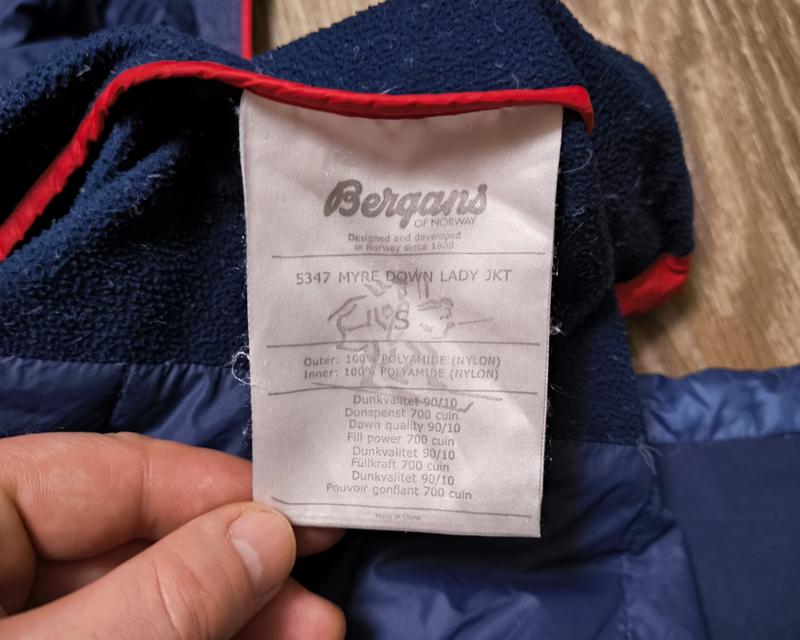 Bergans
OF NORWAY
Designed and developed
in Norway since 1908
5347 MYRE DOWN LADY JKT
S
Outer: 100% POLYAMIDE (NYLON)
Inner: 100% POLYAMIDE (NYLON)
Dunkvalitet 90/10
Dunspenst 700 cuin
Down quality 90/10
Fill power 700 cuin
Dunkvalitet 90/10
Füllkraft 700 cuin
Dunkvalitet 90/10
Pouvoir gonflant 700 cuin
Made in China